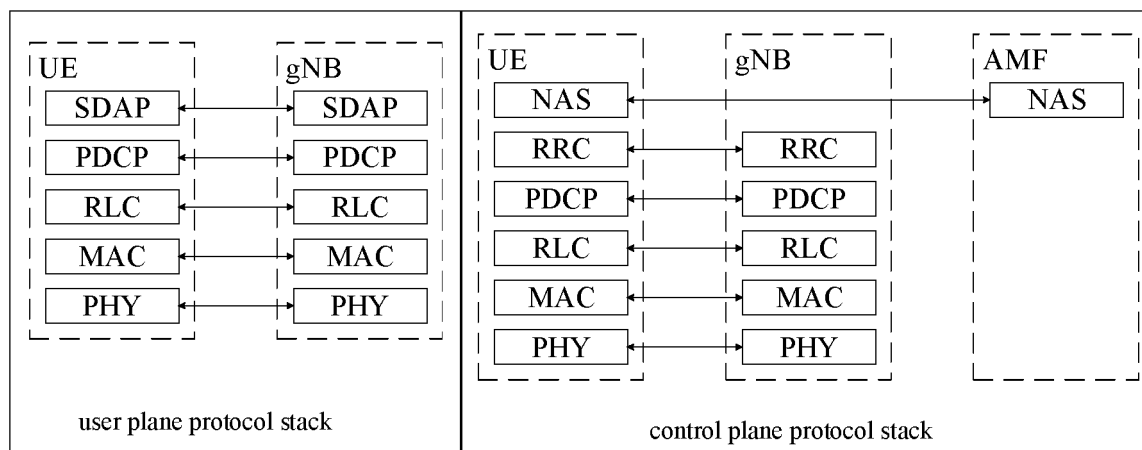 UE gNB
SDAP SDAP
PDCP PDCP
RLC RLC
MAC MAC
PHY PHY
user plane protocol stack
UE gNB AMF
NAS NAS
RRC RRC
PDCP PDCP
RLC RLC
MAC MAC
PHY PHY
control plane protocol stack